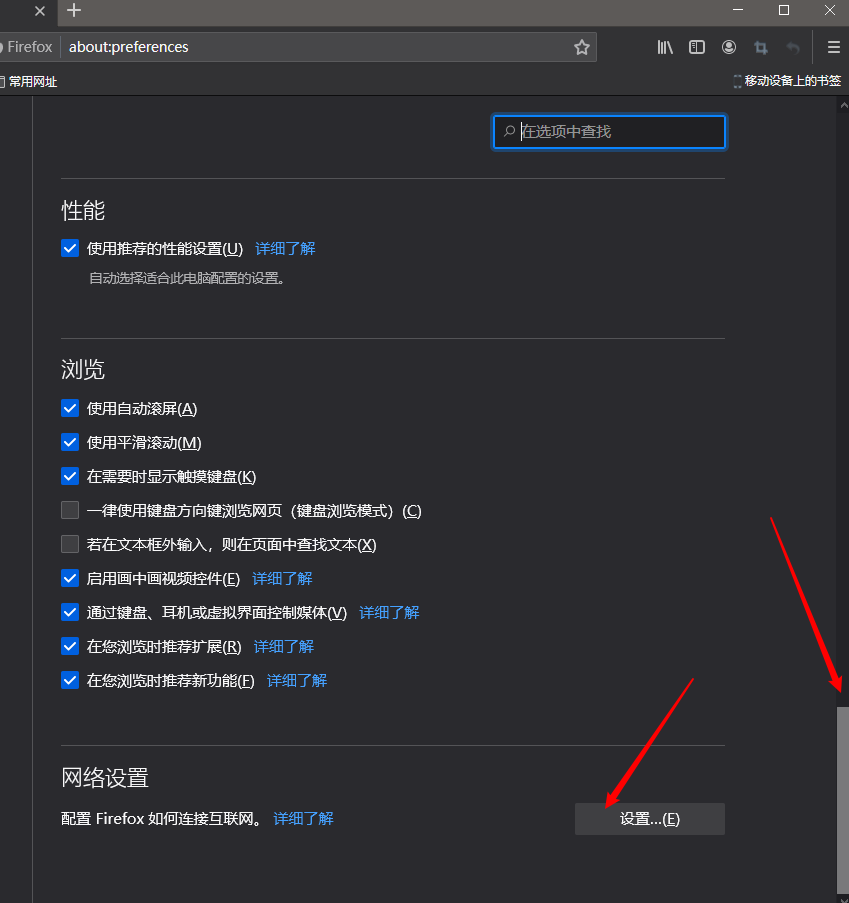 Firefox about:preferences
常用网址 移动设备上的书签
在选项中查找
性能
使用推荐的性能设置(U) 详细了解
自动选择适合此电脑配置的设置。
浏览
使用自动滚屏(A)
使用平滑滚动(M)
在需要时显示触摸键盘(K)
一律使用键盘方向键浏览网页（键盘浏览模式）(C)
若在文本框外输入，则在页面中查找文本(X)
启用画中画视频控件(E) 详细了解
通过键盘、耳机或虚拟界面控制媒体(V) 详细了解
在您浏览时推荐扩展(R) 详细了解
在您浏览时推荐新功能(F) 详细了解
网络设置
配置 Firefox 如何连接互联网。 详细了解 设置...(E)